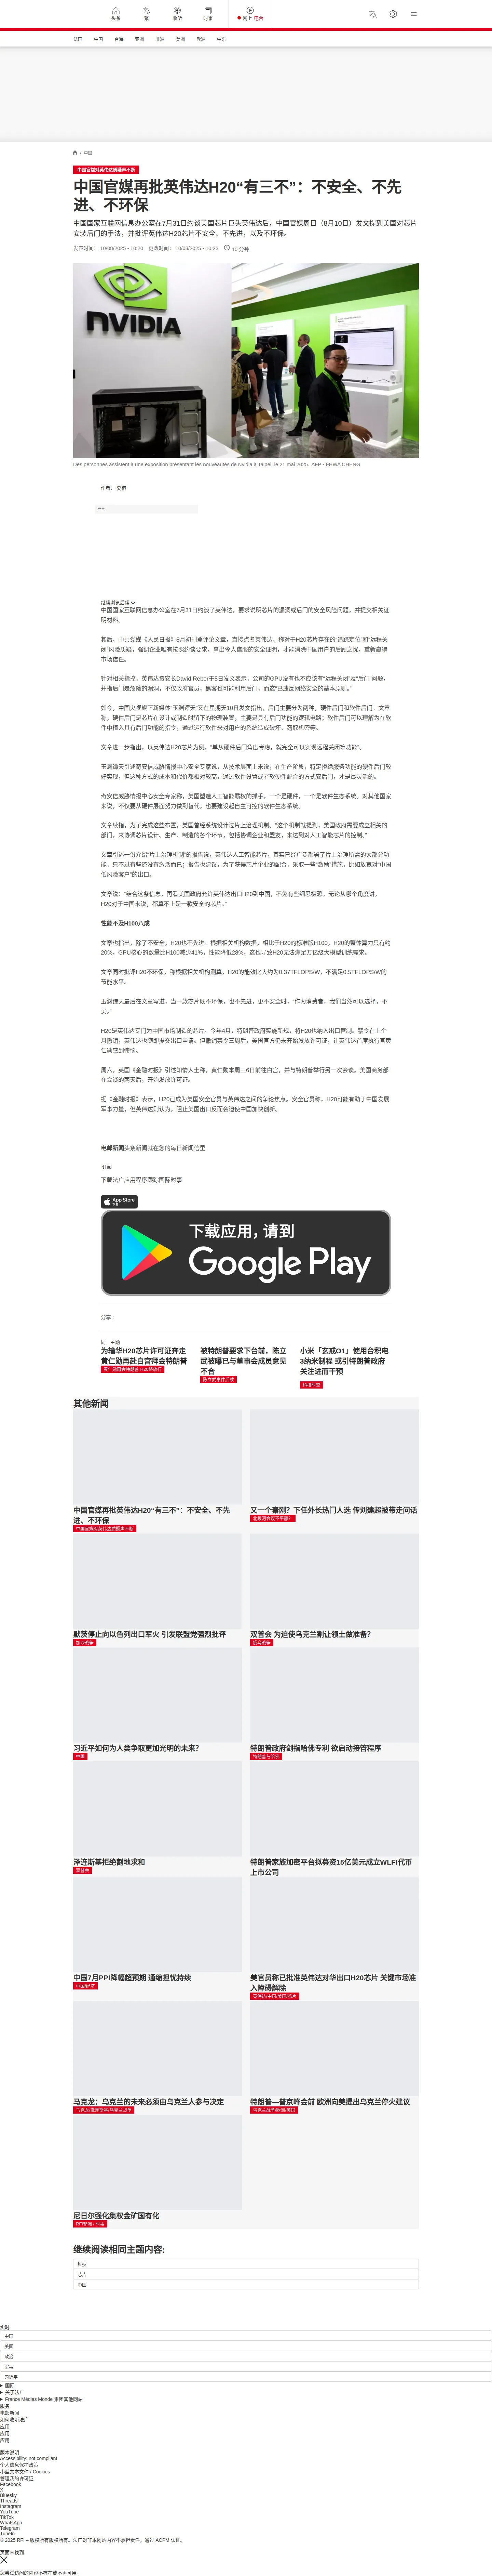 头条
繁
收听
时事
网上 电台
法国
中国
台海
亚洲
非洲
美洲
欧洲
中东
/ 中国
中国官媒对英伟达质疑声不断
中国官媒再批英伟达H20“有三不”：不安全、不先
进、不环保
中国国家互联网信息办公室在7月31日约谈美国芯片巨头英伟达后，中国官媒周日（8月10日）发文提到美国对芯片
安装后门的手法，并批评英伟达H20芯片不安全、不先进，以及不环保。
发表时间： 10/08/2025 - 10:20 更改时间： 10/08/2025 - 10:22 10 分钟
NVIDIA
Des personnes assistent à une exposition présentant les nouveautés de Nvidia à Taipei, le 21 mai 2025. AFP - I-HWA CHENG
作者： 夏榕
广告
继续浏览后续
中国国家互联网信息办公室在7月31日约谈了英伟达，要求说明芯片的漏洞或后门的安全风险问题，并提交相关证
明材料。
其后，中共党媒《人民日报》8月初刊登评论文章，直接点名英伟达，称对于H20芯片存在的“追踪定位”和“远程关
闭”风险质疑，强调企业唯有按照约谈要求，拿出令人信服的安全证明，才能消除中国用户的后顾之忧，重新赢得
市场信任。
针对相关指控，英伟达资安长David Reber于5日发文表示，公司的GPU没有也不应该有“远程关及”后门”问题，
并指后门是危险的漏洞，不仅政府官员，黑客也可能利用后门，而这“已违反网络安全的基本原则。”
如今，中国央视旗下新媒体“玉渊谭天”又在星期天10日发文指出，后门主要分为两种，硬件后门和软件后门。文章
称，硬件后门是芯片在设计或制造时留下的物理装置，主要是具有后门功能的逻辑电路；软件后门可以理解为在软
件中植入具有后门功能的指令，通过运行软件来对用户的系统造成破坏、窃取机密等。
文章进一步指出，以英伟达H20芯片为例，“单从硬件后门角度考虑，就完全可以实现远程关闭等功能”。
玉渊谭天引述奇安信威胁情报中心安全专家说，从技术层面上来说，在生产阶段，特定拒绝服务功能的硬件后门较
好实现，但这种方式的成本和代价都相对较高，通过软件设置或者软硬件配合的方式安后门，才是最灵活的。
奇安信威胁情报中心安全专家称，美国塑造人工智能霸权的抓手，一个是硬件，一个是软件生态系统，对其他国家
来说，不仅要从硬件层面努力做到替代，也要建设起自主可控的软件生态系统。
文章续指，为了完成这些布置，美国曾经系统设计过片上治理机制。“这个机制就提到，美国政府需要成立相关的
部门，来协调芯片设计、生产、制造的各个环节，包括协调企业和盟友，来达到对人工智能芯片的控制。”
文章引述一份介绍“片上治理机制”的报告说，英伟达人工智能芯片，其实已经广泛部署了片上治理所需的大部分功
能，只不过有些还没有激活而已；报告也建议，为了获得芯片企业的配合，采取一些“激励”措施，比如放宽对“中国
低风险客户”的出口。
文章说：“结合这条信息，再看美国政府允许英伟达出口H20到中国，不免有些细思极恐。无论从哪个角度讲，
H20对于中国来说，都算不上是一款安全的芯片。”
性能不及H100八成
文章也指出，除了不安全，H20也不先进。根据相关机构数据，相比于H20的标准版H100，H20的整体算力只有约
20%，GPU核心的数量比H100减少41%，性能降低28%。这也导致H20无法满足万亿级大模型训练需求。
文章同时批评H20不环保，称根据相关机构测算，H20的能效比大约为0.37TFLOPS/W，不满足0.5TFLOPS/W的
节能水平。
玉渊谭天最后在文章写道，当一款芯片既不环保，也不先进，更不安全时，“作为消费者，我们当然可以选择，不
买。”
H20是英伟达专门为中国市场制造的芯片。今年4月，特朗普政府实施新规，将H20也纳入出口管制。禁令在上个
月撤销，英伟达也随即提交出口申请。但撤销禁令三周后，美国官方仍未开始发放许可证，让英伟达首席执行官黄
仁勋感到懊恼。
周六，英国《金融时报》引述知情人士称，黄仁勋本周三6日前往白宫，并与特朗普举行另一次会谈。美国商务部
在会谈的两天后，开始发放许可证。
据《金融时报》表示，H20已成为美国安全官员与英伟达之间的争论焦点。安全官员称，H20可能有助于中国发展
军事力量，但英伟达则认为，阻止美国出口反而会迫使中国加快创新。
电邮新闻头条新闻就在您的每日新闻信里
订阅
下载法广应用程序跟踪国际时事
App Store
下载
下载应用，请到
Google Play
分享 :
同一主题
为输华H20芯片许可证奔走
黄仁勋再赴白宫拜会特朗普
黄仁勋再会特朗普 H20终放行
被特朗普要求下台前，陈立
武被曝已与董事会成员意见
不合
陈立武事件后续
小米「玄戒O1」使用台积电
3纳米制程 或引特朗普政府
关注进而干预
科技时空
其他新闻
中国官媒再批英伟达H20“有三不”：不安全、不先
进、不环保
中国官媒对英伟达质疑声不断
又一个秦刚？下任外长热门人选 传刘建超被带走问话
北戴河会议不平静？
默茨停止向以色列出口军火 引发联盟党强烈批评
加沙战争
双普会 为迫使乌克兰割让领土做准备？
俄乌战争
习近平如何为人类争取更加光明的未来？
中国
特朗普政府剑指哈佛专利 欲启动接管程序
特朗普与哈佛
泽连斯基拒绝割地求和
双普会
特朗普家族加密平台拟募资15亿美元成立WLFI代币
上市公司
中国7月PPI降幅超预期 通缩担忧持续
中国/经济
美官员称已批准英伟达对华出口H20芯片 关键市场准
入障碍解除
英伟达/中国/美国/芯片
马克龙：乌克兰的未来必须由乌克兰人参与决定
马克龙/泽连斯基/乌克兰战争
特朗普—普京峰会前 欧洲向美提出乌克兰停火建议
乌克兰战争/欧洲/美国
尼日尔强化集权金矿国有化
RFI非洲 / 时事
继续阅读相同主题内容:
科技
芯片
中国
实时
中国
美国
政治
军事
习近平
国际
关于法广
France Médias Monde 集团其他网站
服务
电邮新闻
如何收听法广
应用
应用
应用
版本说明
Accessibility: not compliant
个人信息保护政策
小型文本文件 / Cookies
管理我的许可证
Facebook
X
Bluesky
Threads
Instagram
YouTube
TikTok
WhatsApp
Telegram
TuneIn
© 2025 RFI – 版权所有版权所有。法广对非本网站内容不承担责任。通过 ACPM 认证。
页面未找到
您尝试访问的内容不存在或不再可用。